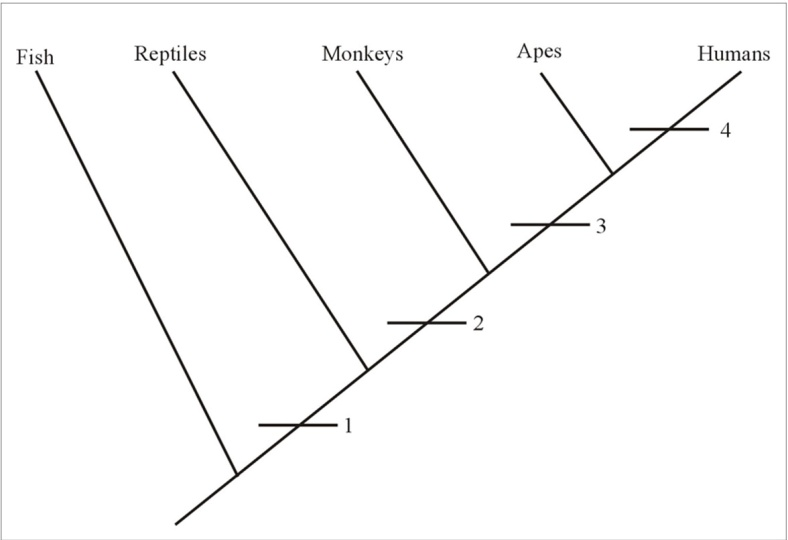 Fish
Reptiles
Monkeys
Apes
Humans
4
3
2
1